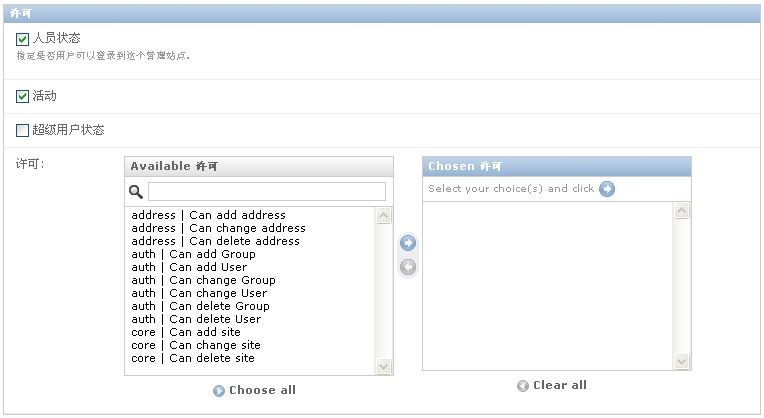 许可
人员状态
指定是否用户可以登录到这个管理站点。
活动
超级用户状态
许可:
Available 许可
address | Can add address
address | Can change address
address | Can delete address
auth | Can add Group
auth | Can add User
auth | Can change Group
auth | Can change User
auth | Can delete Group
auth | Can delete User
core | Can add site
core | Can change site
core | Can delete site
Choose all
Chosen 许可
Select your choice(s) and click
Clear all